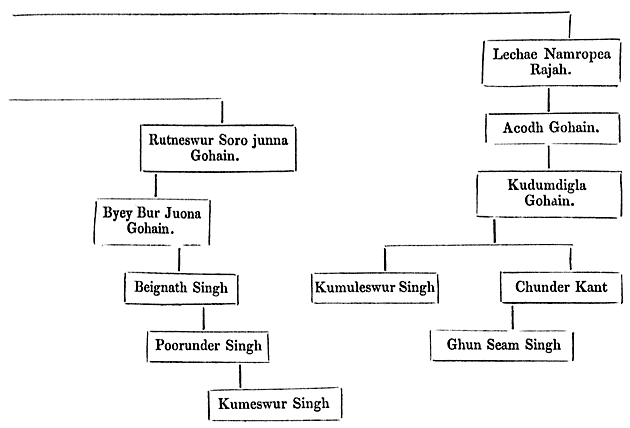 Lechae Namropea
Rajah.
Acodh Gohain.
Rutneswur Soro junna
Gohain.
Kudumdigla
Gohain.
Byey Bur Juona
Gohain.
Beignath Singh
Kumuleswur Singh
Chunder Kant
Poorunder Singh
Ghun Seam Singh
Kumeswur Singh